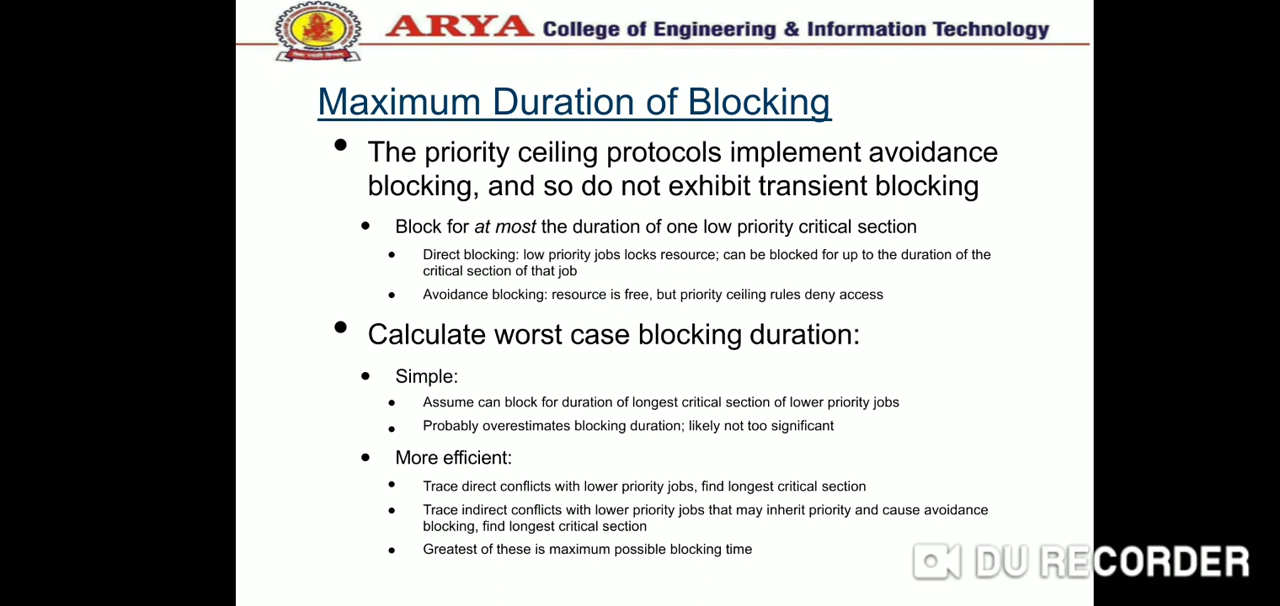 ARYA College of Engineering & Information Technology
Maximum Duration of Blocking
• The priority ceiling protocols implement avoidance
blocking, and so do not exhibit transient blocking
• Block for at most the duration of one low priority critical section
• Direct blocking: low priority jobs locks resource; can be blocked for up to the duration of the
critical section of that job
• Avoidance blocking: resource is free, but priority ceiling rules deny access
• Calculate worst case blocking duration:
• Simple:
• Assume can block for duration of longest critical section of lower priority jobs
• Probably overestimates blocking duration; likely not too significant
• More efficient:
• Trace direct conflicts with lower priority jobs, find longest critical section
• Trace indirect conflicts with lower priority jobs that may inherit priority and cause avoidance
blocking, find longest critical section
• Greatest of these is maximum possible blocking time
DU RECORDER